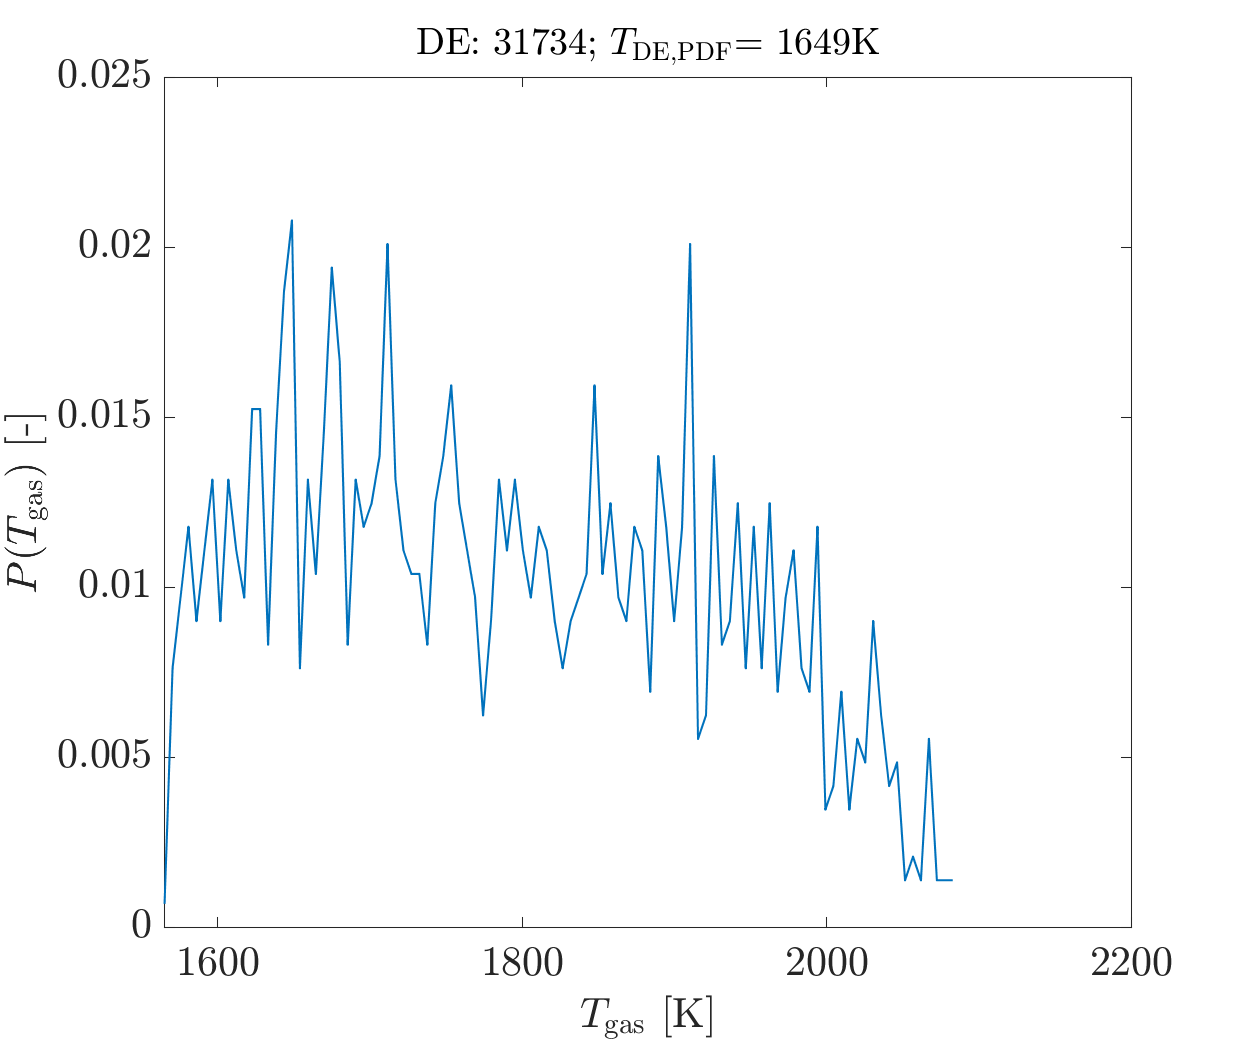 DE: 31734; T_DE,PDF= 1649K
0.025
0.02
0.015
0.01
0.005
0
P(T_gas) [-]
1600 1800 2000 2200
T_gas [K]